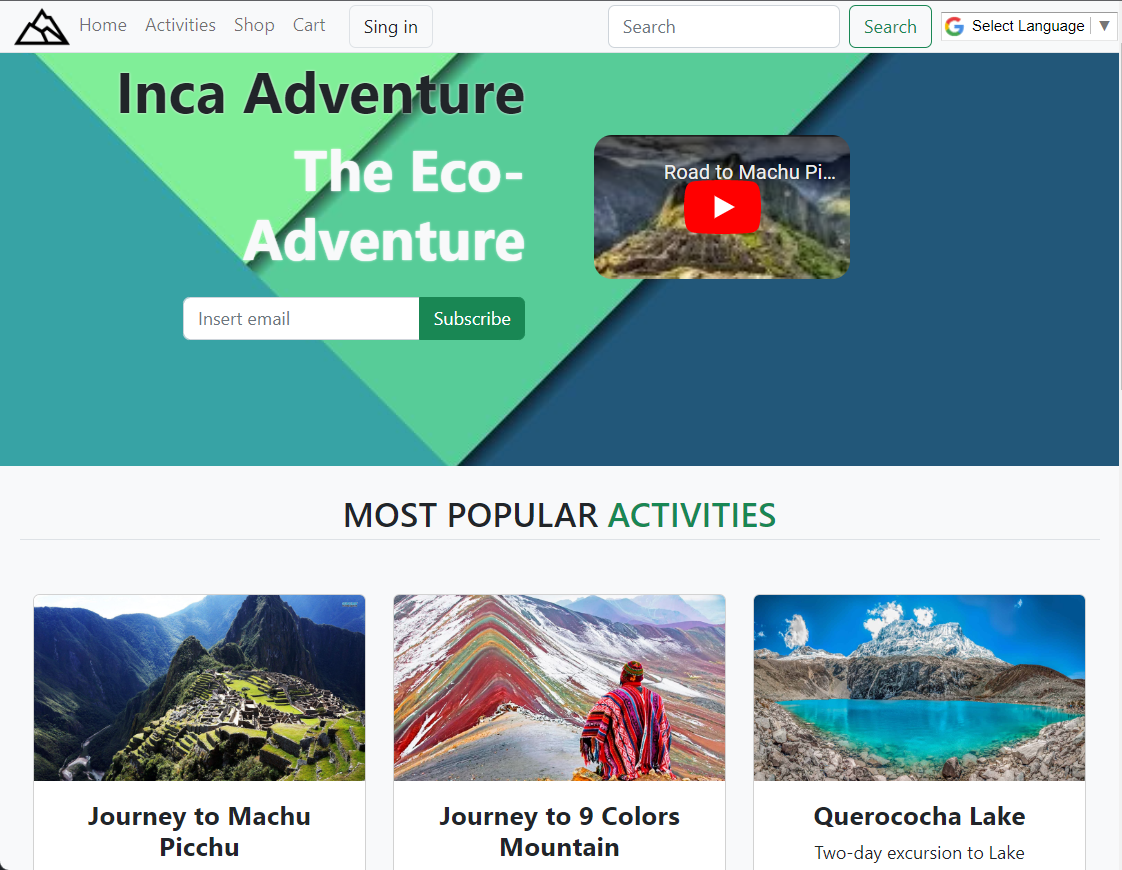 Home Activities Shop Cart Sing in Search Search Select Language ▼
Inca Adventure
The Eco-
Adventure
Road to Machu Pi...
Insert email Subscribe
MOST POPULAR ACTIVITIES
Journey to Machu
Picchu
Journey to 9 Colors
Mountain
Querococha Lake
Two-day excursion to Lake